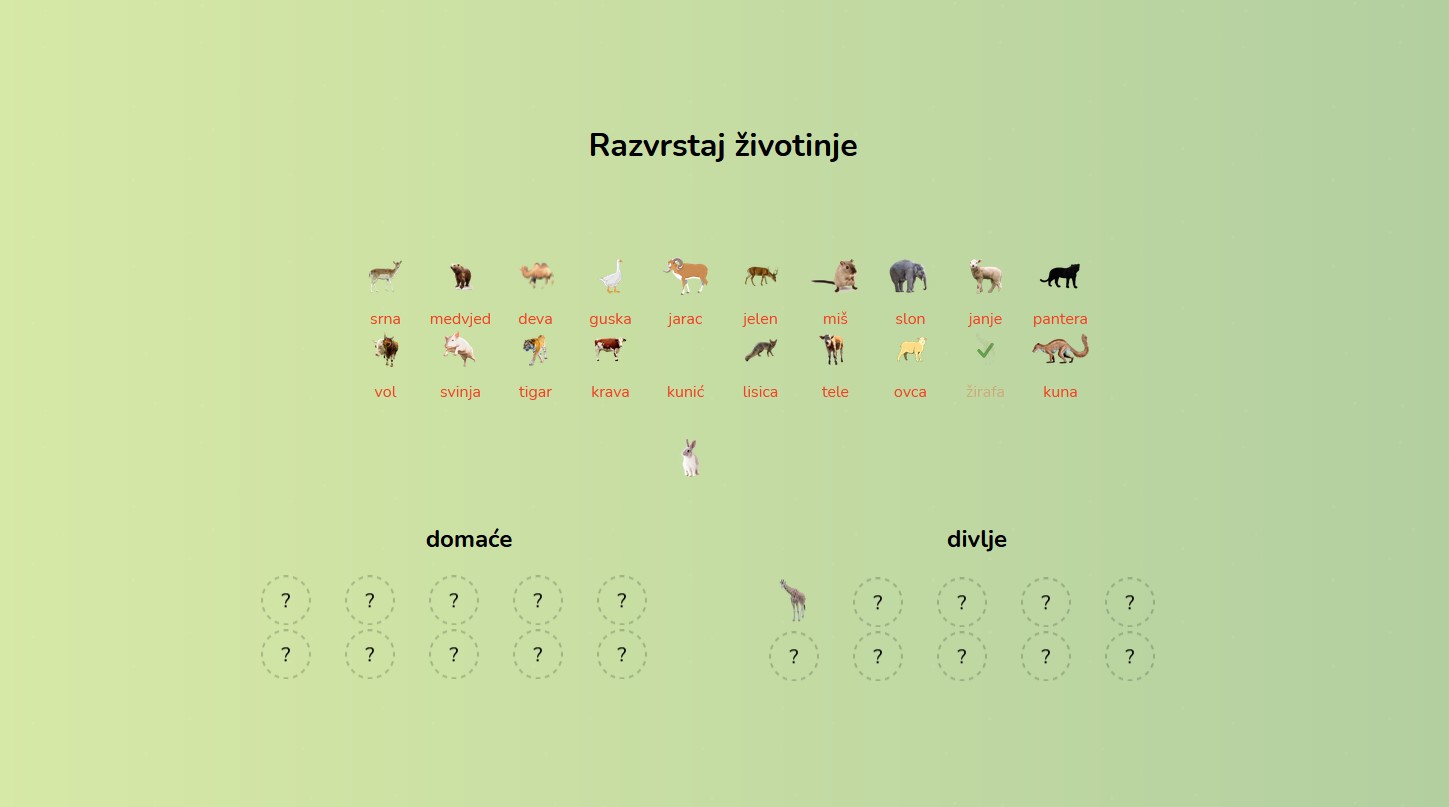 Razvrstaj životinje
srna medvjed deva guska jarac jelen miš slon janje pantera
vol svinja tigar krava kunić lisica tele ovca žirafa kuna
domaće divlje
? ? ? ? ? ? ? ? ?
? ? ? ? ? ? ? ? ? ?